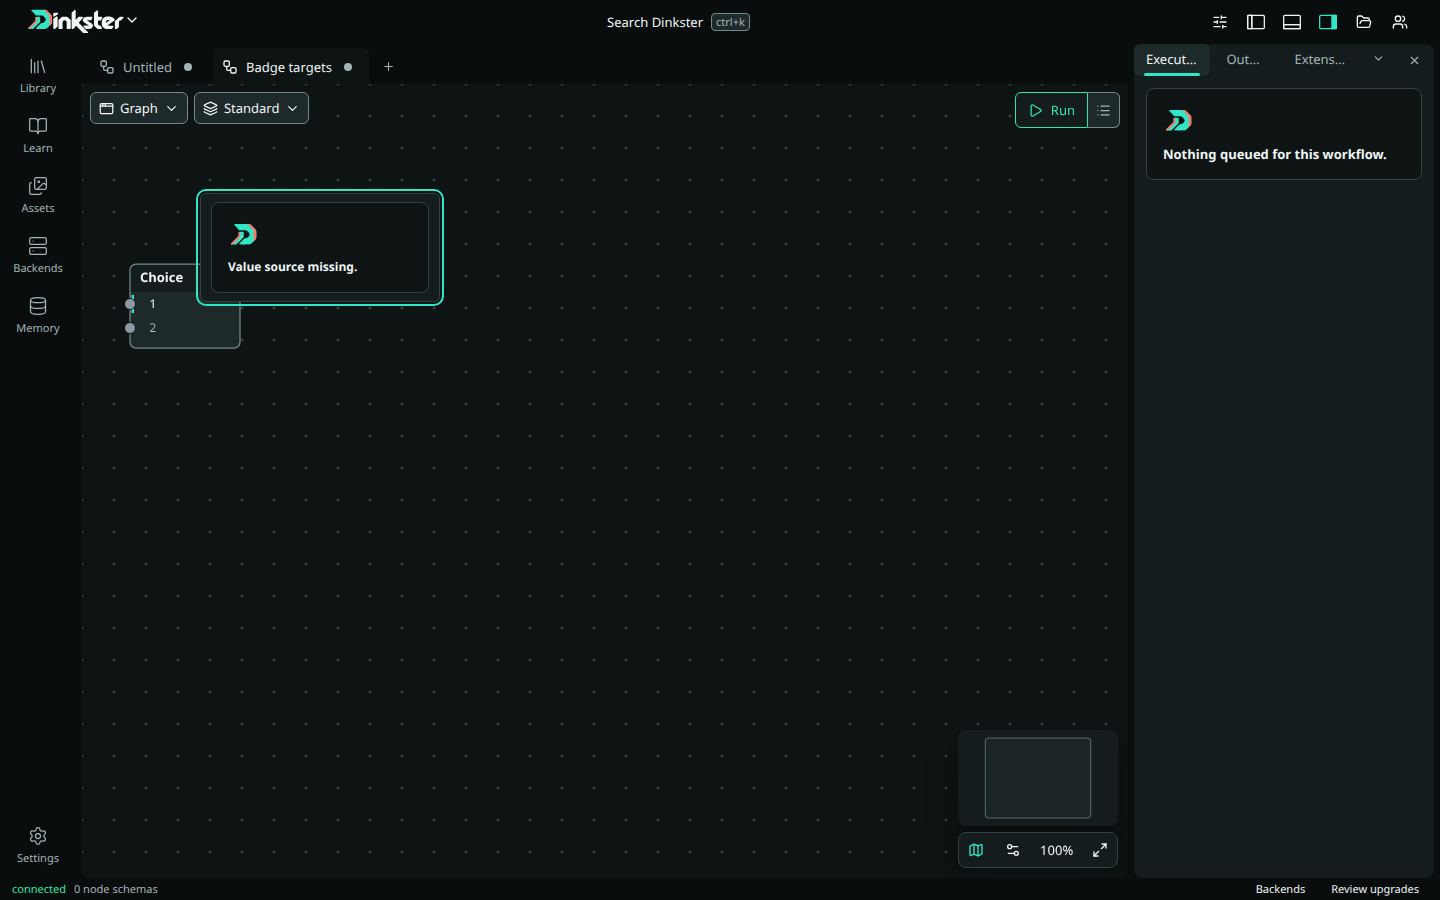 Dinkster
Search Dinkster ctrl+k
Library
Learn
Assets
Backends
Memory
Settings
Untitled
Badge targets
Graph
Standard
Run
Value source missing.
Choice
1
2
100%
Execut...
Out...
Extens...
Nothing queued for this workflow.
connected 0 node schemas
Backends
Review upgrades